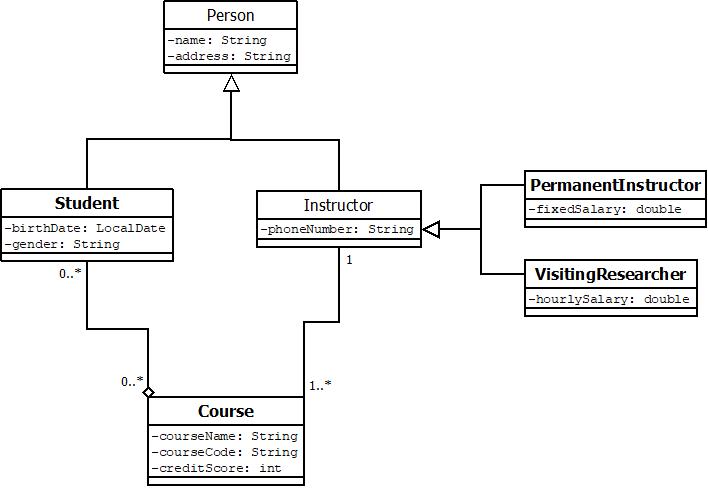 Person
-name: String
-address: String
Student
-birthDate: LocalDate
-gender: String
Instructor
-phoneNumber: String
PermanentInstructor
-fixedSalary: double
VisitingResearcher
-hourlySalary: double
0..*
1
0..*
1..*
Course
-courseName: String
-courseCode: String
-creditScore: int